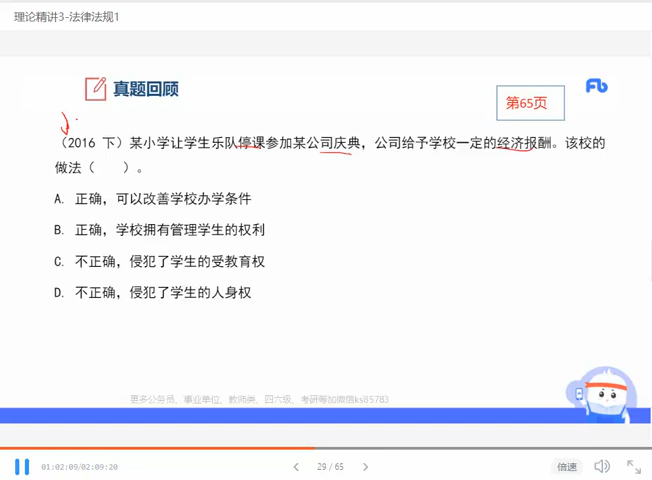 理论精讲3-法律法规1
真题回顾
第65页
（2016 下）某小学让学生乐队停课参加某公司庆典，公司给予学校一定的经济报酬。该校的
做法（　　）。
A. 正确，可以改善学校办学条件
B. 正确，学校拥有管理学生的权利
C. 不正确，侵犯了学生的受教育权
D. 不正确，侵犯了学生的人身权
更多公务员、事业单位、教师类、四六级、考研等加微信ks85783
01:02:09/02:09:20
29 / 65
倍速